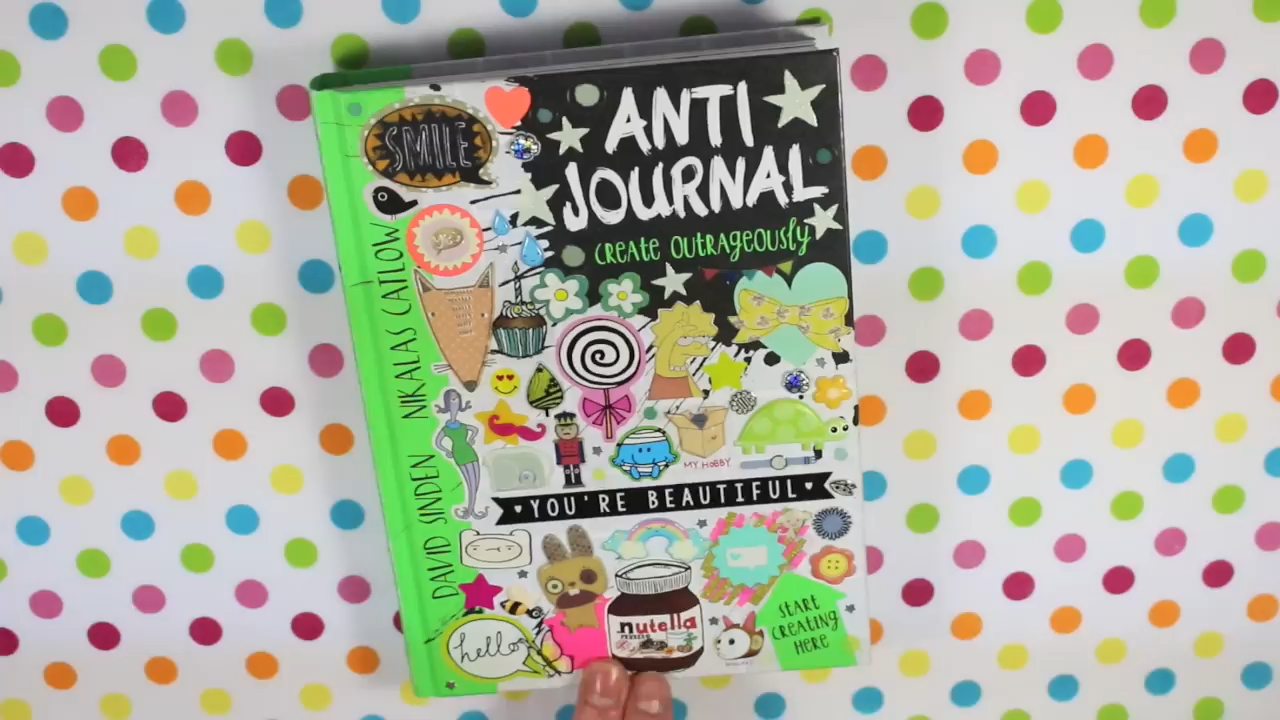 SMILE
ANTI
JOURNAL
CREATE OUTRAGEOUSLY
yes
NIKALAS CATLOW
DAVID SINDEN
MY HOBBY
YOU'RE BEAUTIFUL
hello
nutella
START
CREATING
HERE